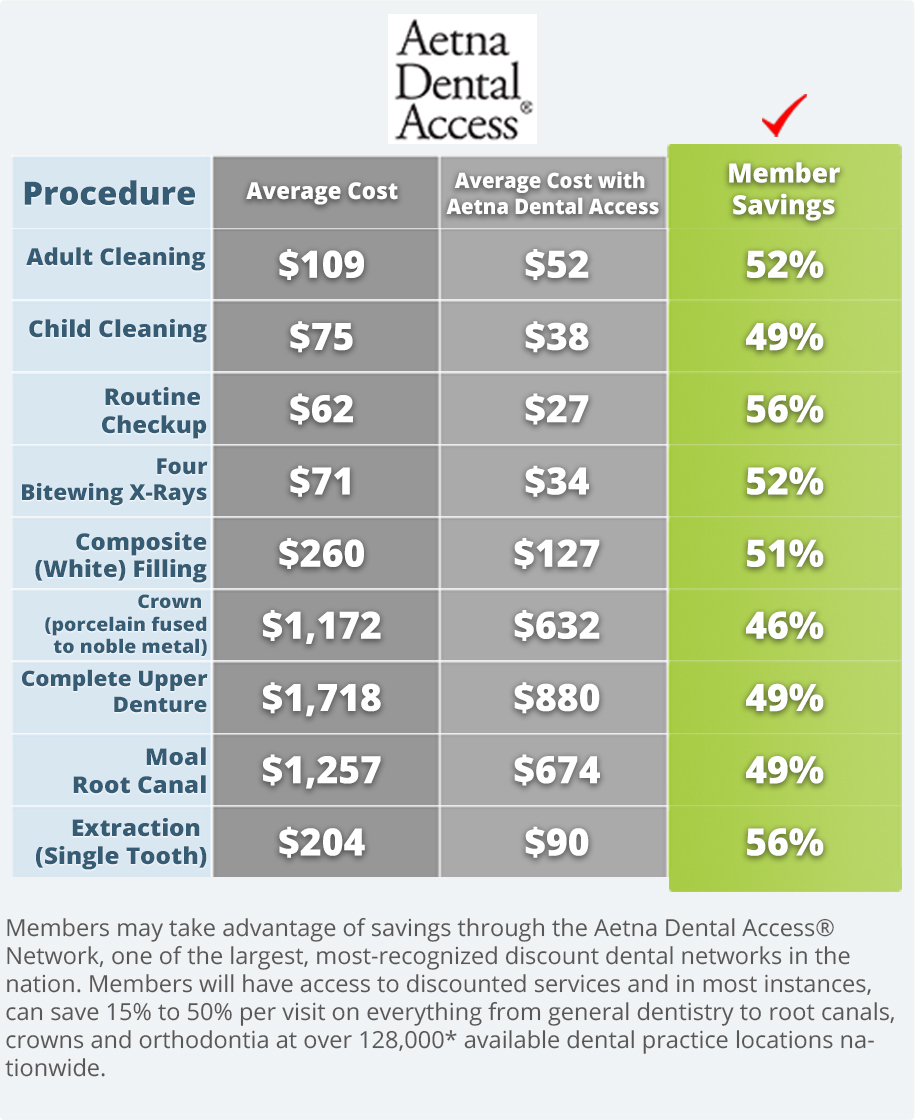 Aetna
Dental
Access®
Procedure
Average Cost
Average Cost with
Aetna Dental Access
Member
Savings
Adult Cleaning
$109
$52
52%
Child Cleaning
$75
$38
49%
Routine
Checkup
$62
$27
56%
Four
Bitewing X-Rays
$71
$34
52%
Composite
(White) Filling
$260
$127
51%
Crown
(porcelain fused
to noble metal)
$1,172
$632
46%
Complete Upper
Denture
$1,718
$880
49%
Moal
Root Canal
$1,257
$674
49%
Extraction
(Single Tooth)
$204
$90
56%
Members may take advantage of savings through the Aetna Dental Access®
Network, one of the largest, most-recognized discount dental networks in the
nation. Members will have access to discounted services and in most instances,
can save 15% to 50% per visit on everything from general dentistry to root canals,
crowns and orthodontia at over 128,000* available dental practice locations na-
tionwide.